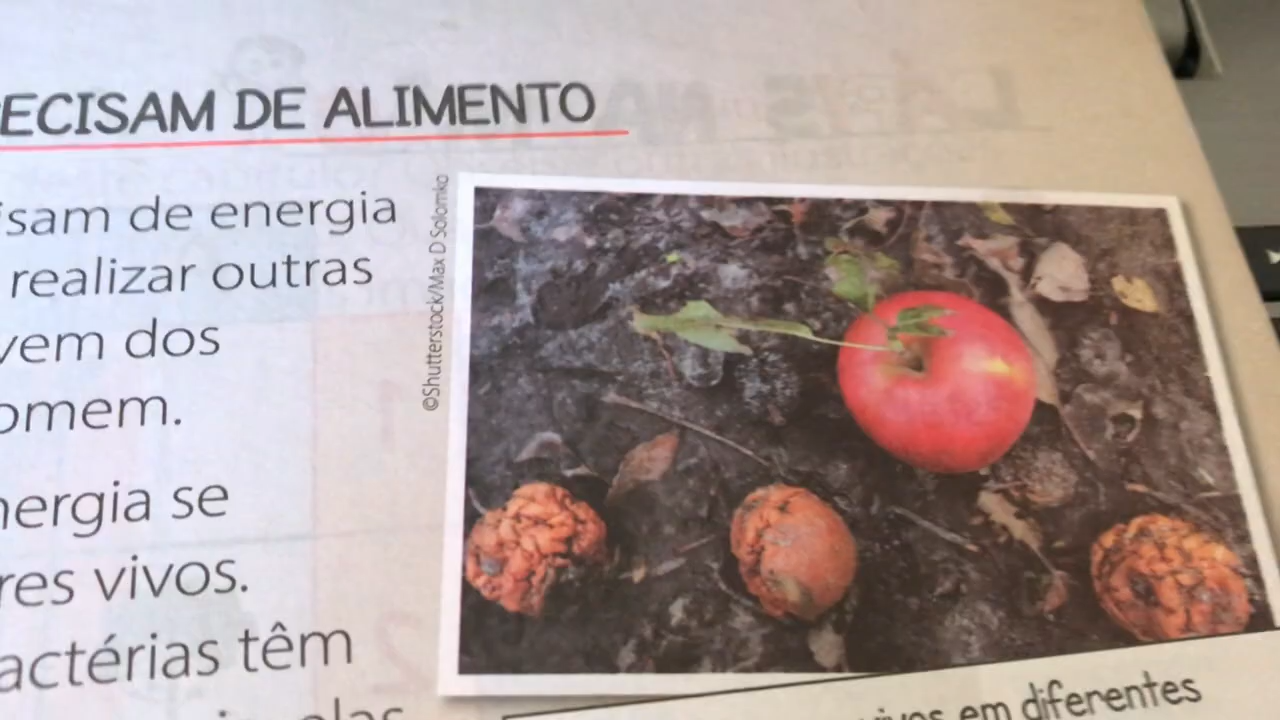 ECISAM DE ALIMENTO
isam de energia
realizar outras
vem dos
omem.
nergia se
res vivos.
actérias têm
elas
©Shutterstock/Max D Solomko
vivos em diferentes